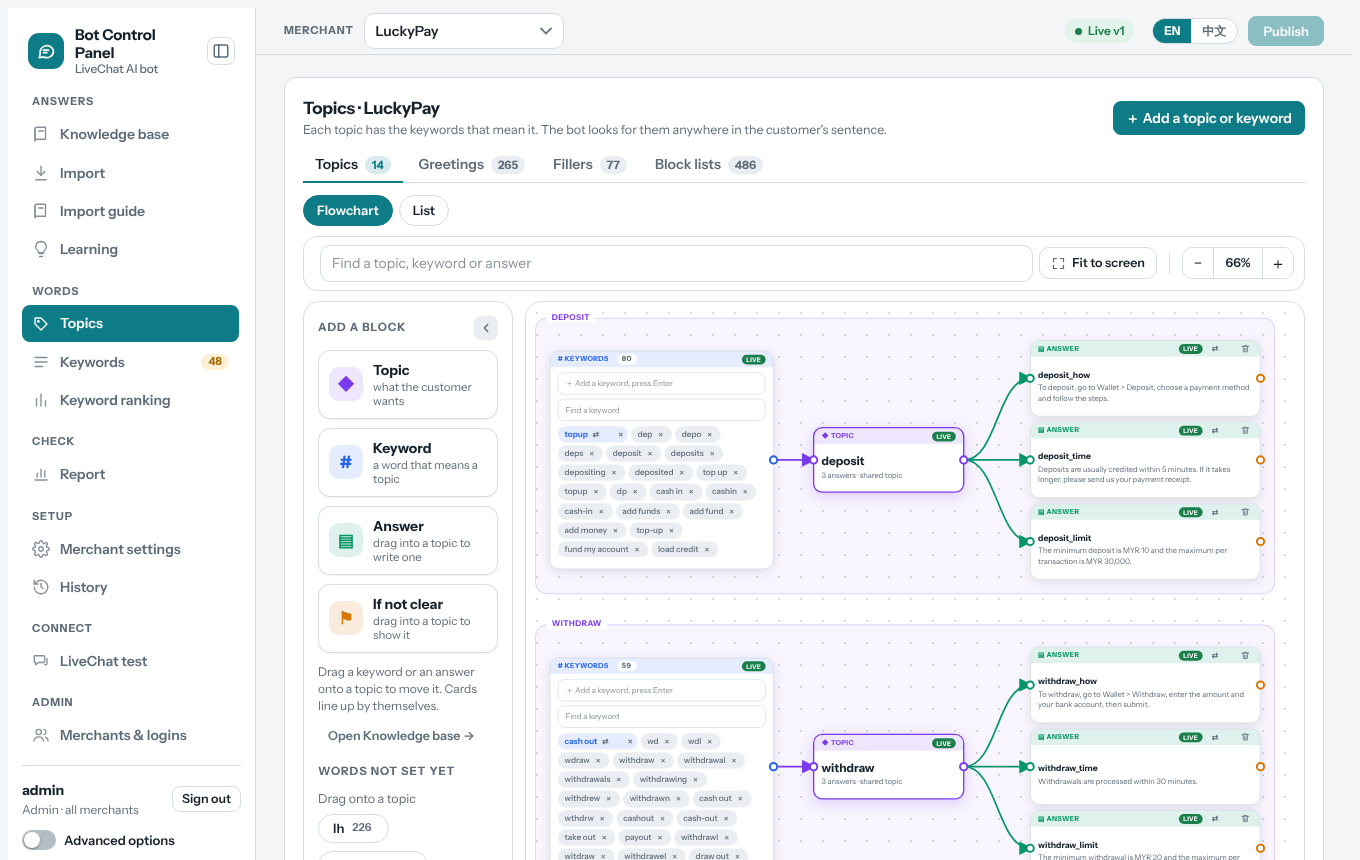 Bot Control
Panel
LiveChat AI bot
ANSWERS
Knowledge base
Import
Import guide
Learning
WORDS
Topics
Keywords 48
Keyword ranking
CHECK
Report
SETUP
Merchant settings
History
CONNECT
LiveChat test
ADMIN
Merchants & logins
admin
Admin · all merchants
Sign out
Advanced options
MERCHANT LuckyPay
Live v1
EN 中文
Publish
Topics · LuckyPay
Each topic has the keywords that mean it. The bot looks for them anywhere in the customer's sentence.
+ Add a topic or keyword
Topics 14 Greetings 265 Fillers 77 Block lists 486
Flowchart List
Find a topic, keyword or answer
Fit to screen
− 66% +
ADD A BLOCK
Topic
what the customer
wants
# Keyword
a word that means a
topic
Answer
drag into a topic to
write one
If not clear
drag into a topic to
show it
Drag a keyword or an answer
onto a topic to move it. Cards
line up by themselves.
Open Knowledge base →
WORDS NOT SET YET
Drag onto a topic
lh 226
DEPOSIT
# KEYWORDS 80 LIVE
+ Add a keyword, press Enter
Find a keyword
topup ⇄ × dep × depo ×
deps × deposit × deposits ×
depositing × deposited × top up ×
topup × dp × cash in × cashin ×
cash-in × add funds × add fund ×
add money × top-up ×
fund my account × load credit ×
◆ TOPIC LIVE
deposit
3 answers · shared topic
ANSWER LIVE ⇄
deposit_how
To deposit, go to Wallet > Deposit, choose a payment method
and follow the steps.
ANSWER LIVE ⇄
deposit_time
Deposits are usually credited within 5 minutes. If it takes
longer, please send us your payment receipt.
ANSWER LIVE ⇄
deposit_limit
The minimum deposit is MYR 10 and the maximum per
transaction is MYR 30,000.
WITHDRAW
# KEYWORDS 59 LIVE
+ Add a keyword, press Enter
Find a keyword
cash out ⇄ × wd × wdl ×
wdraw × withdraw × withdrawal ×
withdrawals × withdrawing ×
withdrew × withdrawn × cash out ×
wthdrw × cashout × cash-out ×
take out × payout × withdrawl ×
witdraw × withdrawel × draw out ×
◆ TOPIC LIVE
withdraw
3 answers · shared topic
ANSWER LIVE ⇄
withdraw_how
To withdraw, go to Wallet > Withdraw, enter the amount and
your bank account, then submit.
ANSWER LIVE ⇄
withdraw_time
Withdrawals are processed within 30 minutes.
ANSWER LIVE ⇄
withdraw_limit
The minimum withdrawal is MYR 20 and the maximum per